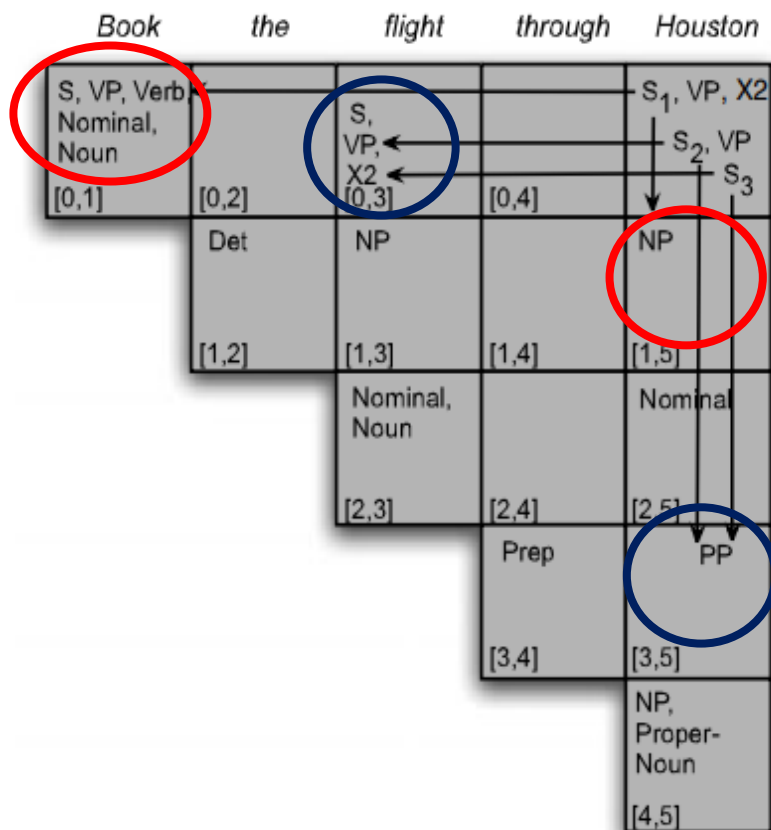 Book the flight through Houston
S, VP, Verb, Nominal, Noun
[0,1]
[0,2]
S, VP, X2
[0,3]
[0,4]
S1, VP, X2
S2, VP
S3
Det
[1,2]
NP
[1,3]
[1,4]
NP
[1,5]
Nominal, Noun
[2,3]
[2,4]
Nominal
[2,5]
Prep
[3,4]
PP
[3,5]
NP, Proper-Noun
[4,5]